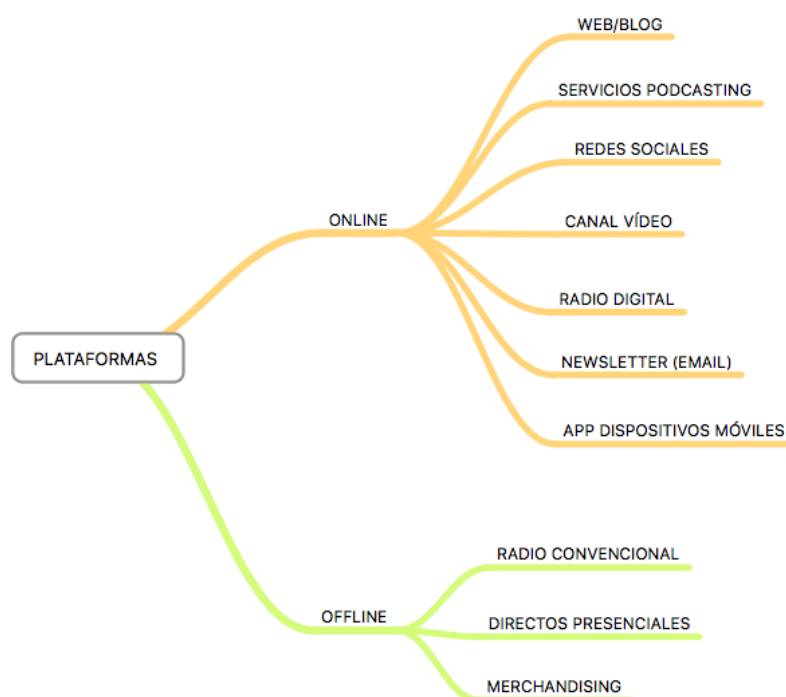 PLATAFORMAS
ONLINE
WEB/BLOG
SERVICIOS PODCASTING
REDES SOCIALES
CANAL VÍDEO
RADIO DIGITAL
NEWSLETTER (EMAIL)
APP DISPOSITIVOS MÓVILES
OFFLINE
RADIO CONVENCIONAL
DIRECTOS PRESENCIALES
MERCHANDISING